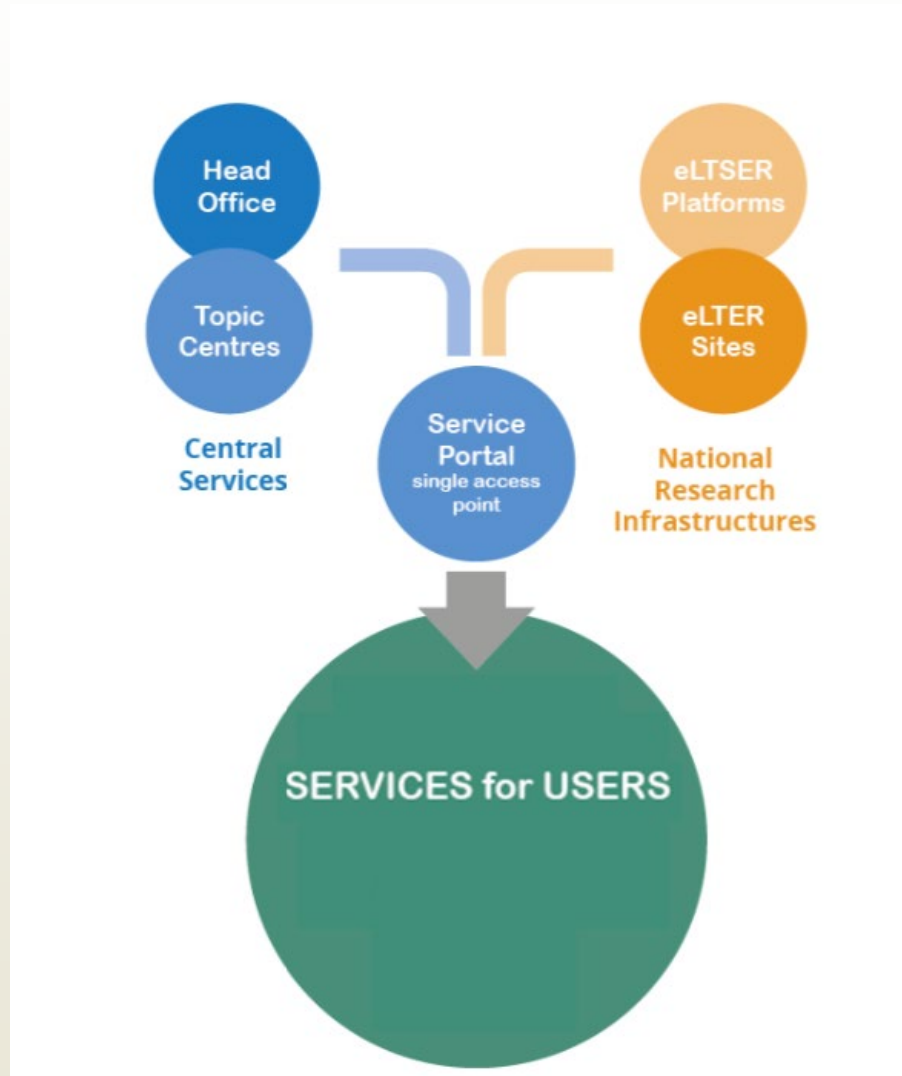 Head
Office
Topic
Centres
Central
Services
eLTSER
Platforms
eLTER
Sites
National
Research
Infrastructures
Service
Portal
single access
point
SERVICES for USERS